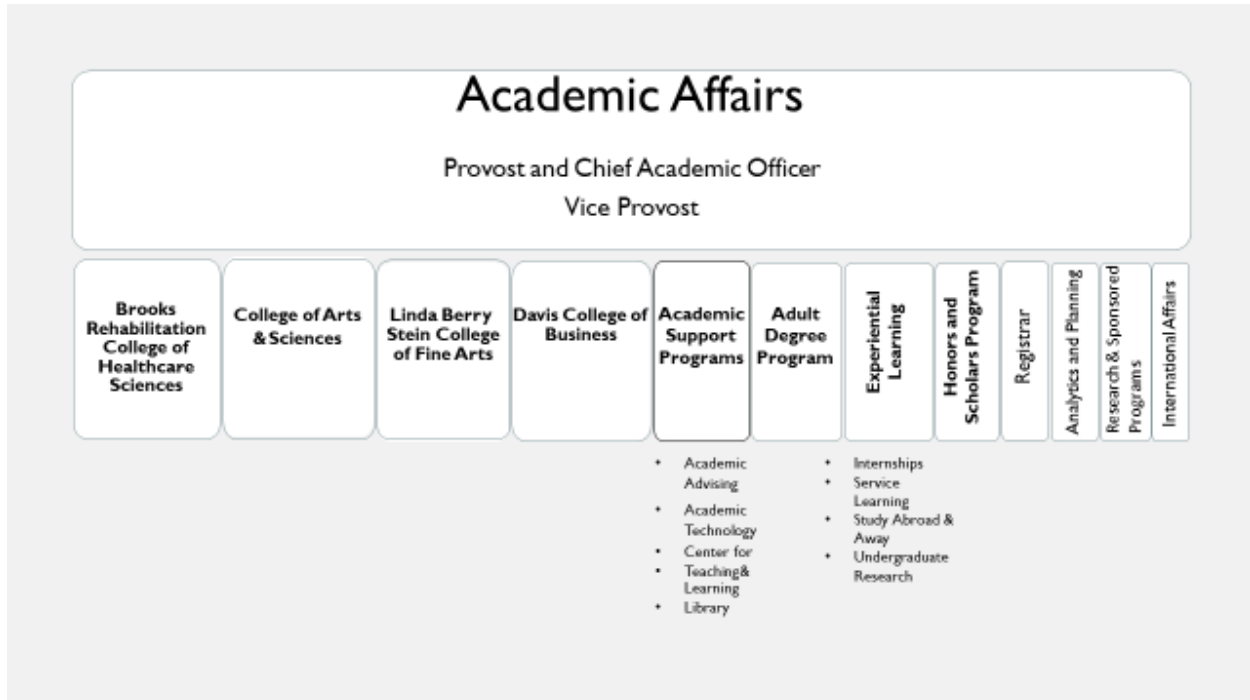 Academic Affairs
Provost and Chief Academic Officer
Vice Provost
Brooks
Rehabilitation
College of
Healthcare
Sciences
College of Arts
& Sciences
Linda Berry
Stein College
of Fine Arts
Davis College of
Business
Academic
Support
Programs
Adult
Degree
Program
Experiential
Learning
Honors and
Scholars Program
Registrar
Analytics and Planning
Research & Sponsored
Programs
International Affairs
• Academic
Advising
• Academic
Technology
• Center for
• Teaching&
Learning
• Library
• Internships
• Service
Learning
• Study Abroad &
Away
• Undergraduate
Research